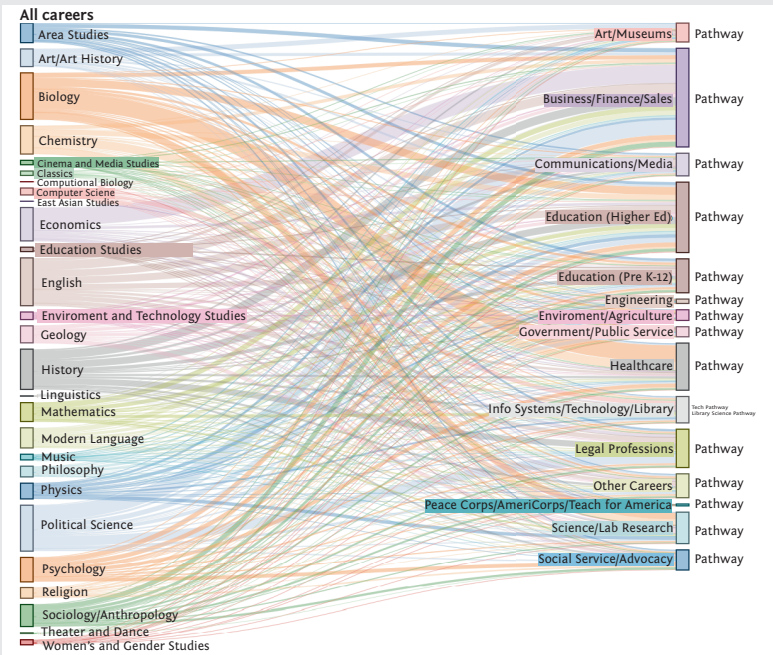 All careers
Area Studies
Art/Art History
Biology
Chemistry
Cinema and Media Studies
Classics
Computional Biology
Computer Sciene
East Asian Studies
Economics
Education Studies
English
Enviroment and Technology Studies
Geology
History
Linguistics
Mathematics
Modern Language
Music
Philosophy
Physics
Political Science
Psychology
Religion
Sociology/Anthropology
Theater and Dance
Women's and Gender Studies
Art/Museums Pathway
Business/Finance/Sales Pathway
Communications/Media Pathway
Education (Higher Ed) Pathway
Education (Pre K-12) Pathway
Engineering Pathway
Enviroment/Agriculture Pathway
Government/Public Service Pathway
Healthcare Pathway
Info Systems/Technology/Library
Tech Pathway
Library Science Pathway
Legal Professions Pathway
Other Careers Pathway
Peace Corps/AmeriCorps/Teach for America Pathway
Science/Lab Research Pathway
Social Service/Advocacy Pathway